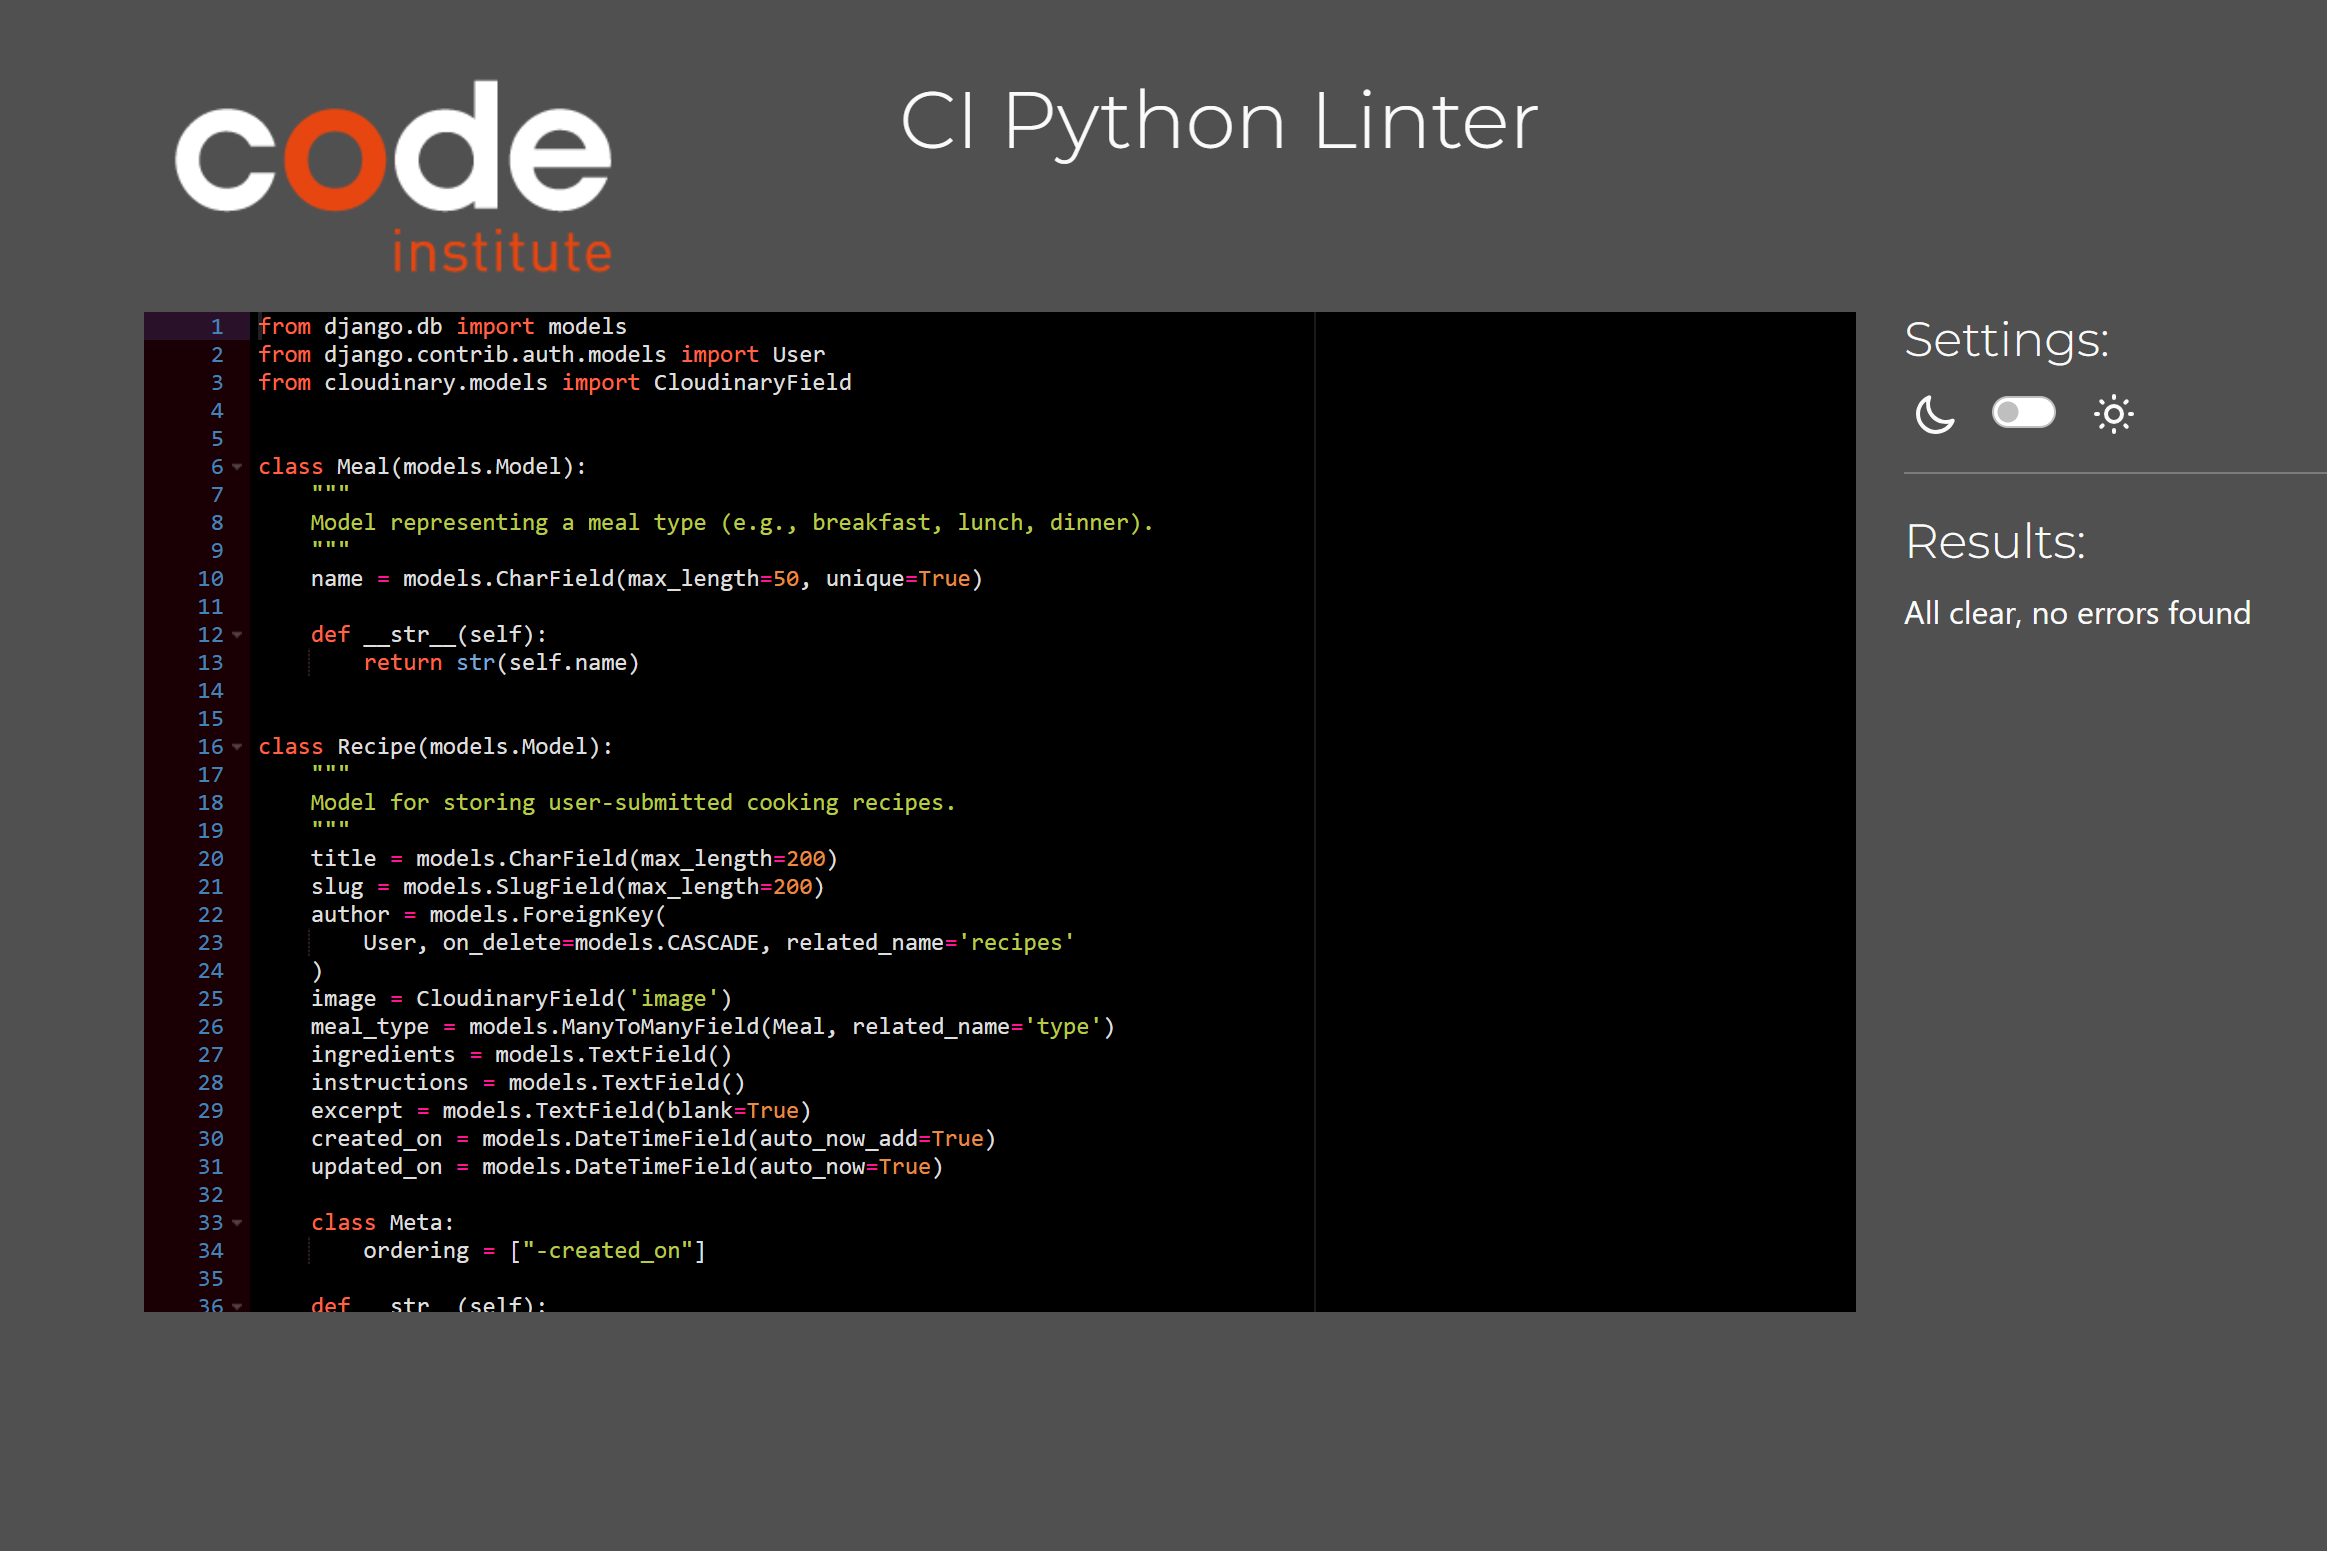 code
institute
CI Python Linter
1 from django.db import models
2 from django.contrib.auth.models import User
3 from cloudinary.models import CloudinaryField
4
5
6 class Meal(models.Model):
7     """
8     Model representing a meal type (e.g., breakfast, lunch, dinner).
9     """
10     name = models.CharField(max_length=50, unique=True)
11
12     def __str__(self):
13         return str(self.name)
14
15
16 class Recipe(models.Model):
17     """
18     Model for storing user-submitted cooking recipes.
19     """
20     title = models.CharField(max_length=200)
21     slug = models.SlugField(max_length=200)
22     author = models.ForeignKey(
23         User, on_delete=models.CASCADE, related_name='recipes'
24     )
25     image = CloudinaryField('image')
26     meal_type = models.ManyToManyField(Meal, related_name='type')
27     ingredients = models.TextField()
28     instructions = models.TextField()
29     excerpt = models.TextField(blank=True)
30     created_on = models.DateTimeField(auto_now_add=True)
31     updated_on = models.DateTimeField(auto_now=True)
32
33     class Meta:
34         ordering = ["-created_on"]
35
36     def __str__(self):
Settings:
Results:
All clear, no errors found